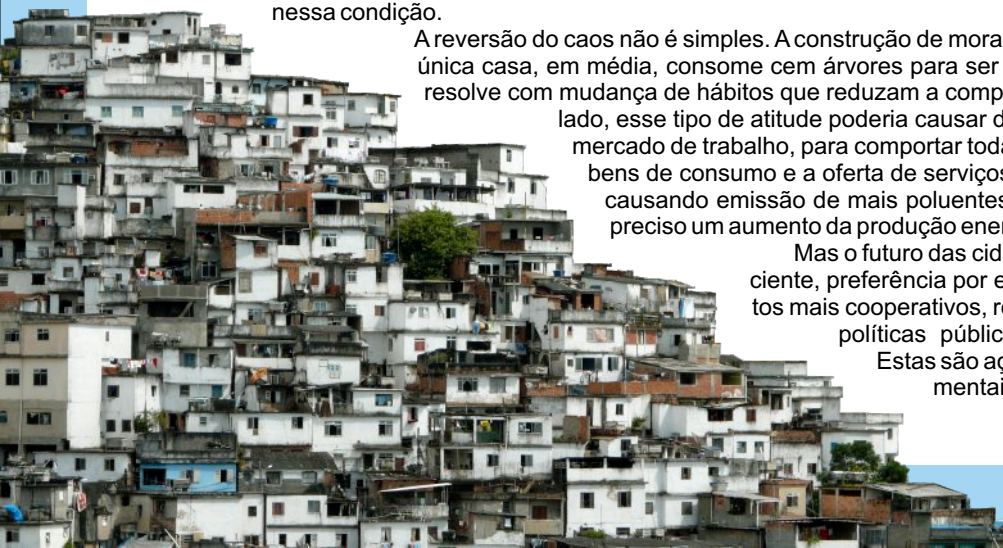 nessa condição.
A reversão do caos não é simples. A construção de mora
única casa, em média, consome cem árvores para ser
resolve com mudança de hábitos que reduzam a comp
lado, esse tipo de atitude poderia causar d
mercado de trabalho, para comportar toda
bens de consumo e a oferta de serviços
causando emissão de mais poluentes
preciso um aumento da produção ener
Mas o futuro das cid
ciente, preferência por e
tos mais cooperativos, r
políticas públic
Estas são aç
mentai